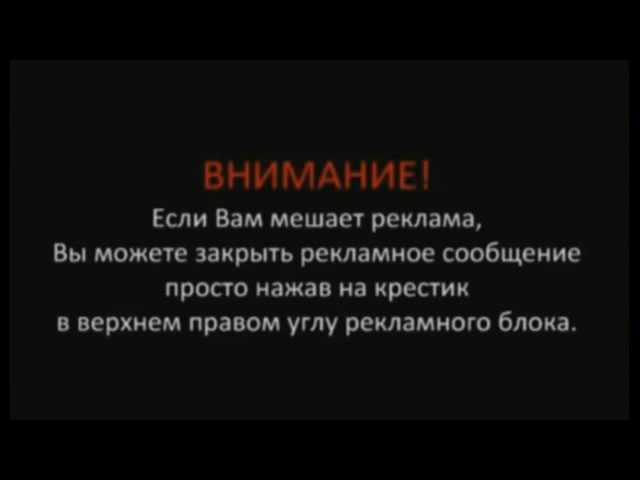 ВНИМАНИЕ!
Если Вам мешает реклама,
Вы можете закрыть рекламное сообщение
просто нажав на крестик
в верхнем правом углу рекламного блока.